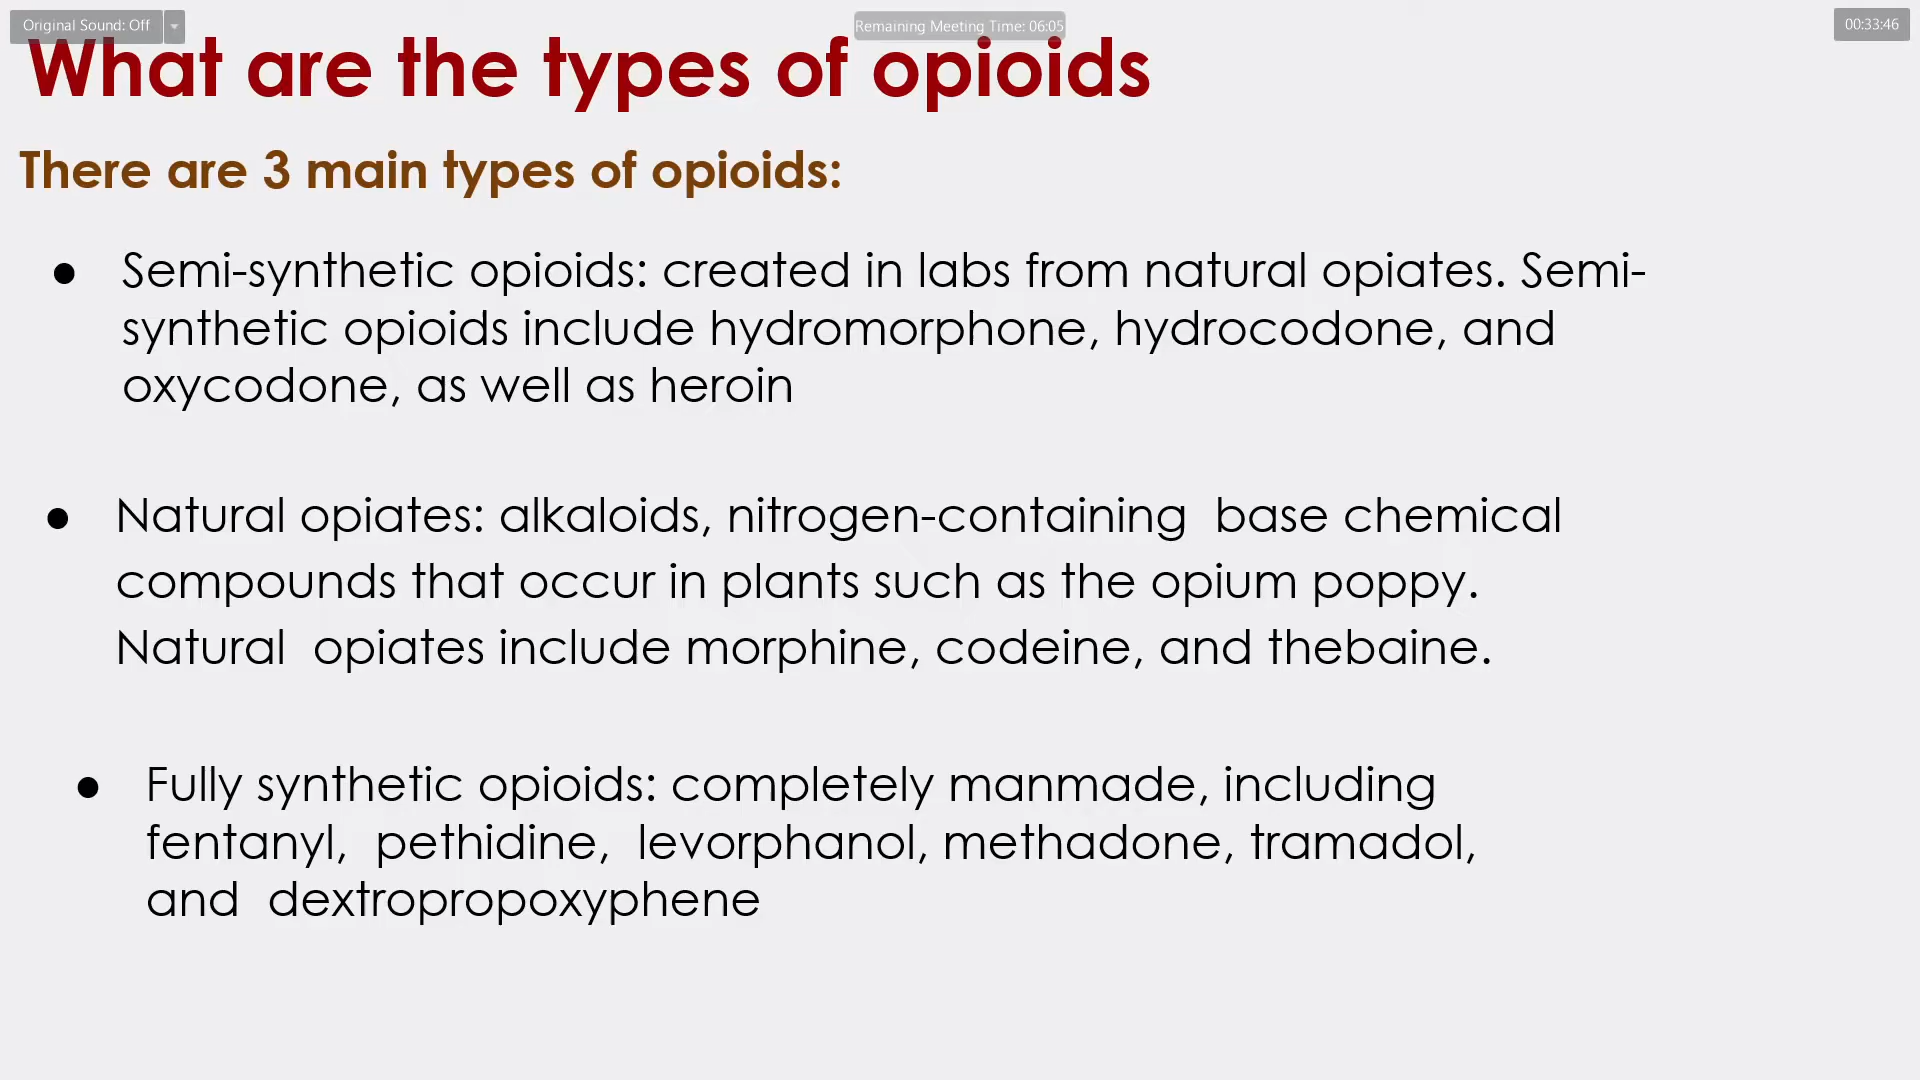 Original Sound: Off
Remaining Meeting Time: 06:05
00:33:46
What are the types of opioids
There are 3 main types of opioids:
● Semi-synthetic opioids: created in labs from natural opiates. Semi-
synthetic opioids include hydromorphone, hydrocodone, and
oxycodone, as well as heroin
● Natural opiates: alkaloids, nitrogen-containing base chemical
compounds that occur in plants such as the opium poppy.
Natural opiates include morphine, codeine, and thebaine.
● Fully synthetic opioids: completely manmade, including
fentanyl, pethidine, levorphanol, methadone, tramadol,
and dextropropoxyphene